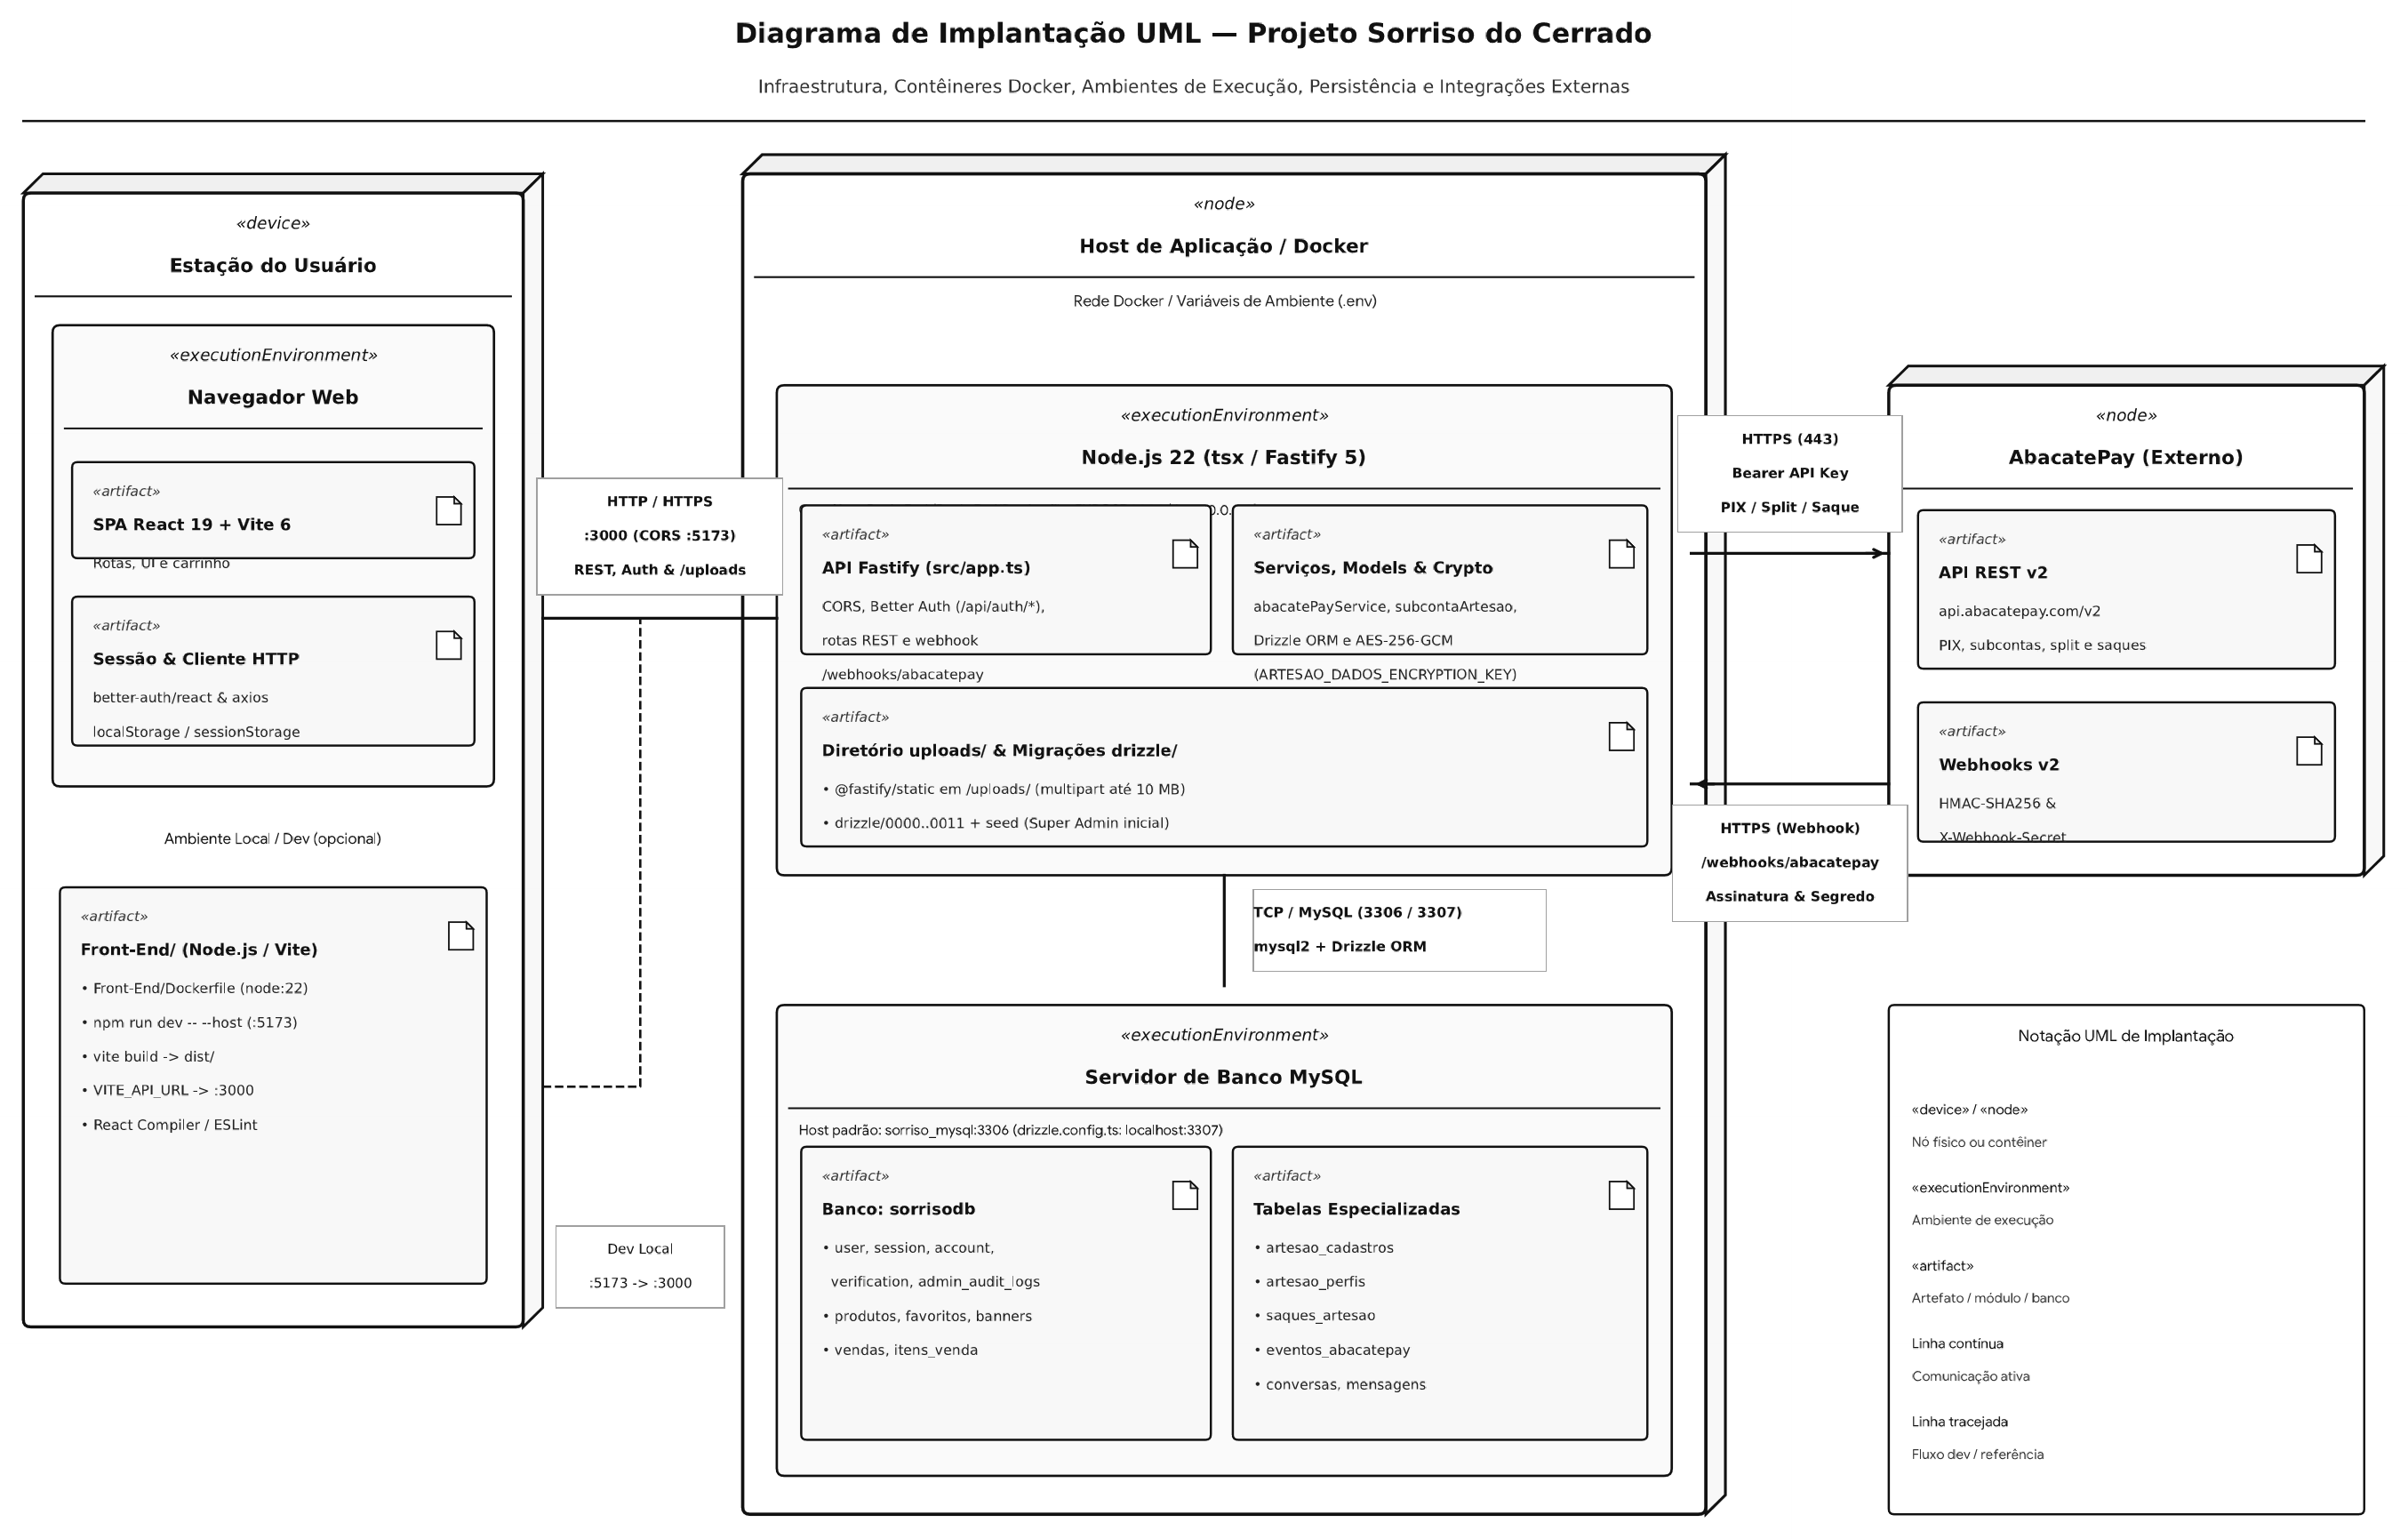 Diagrama de Implantação UML — Projeto Sorriso do Cerrado
Infraestrutura, Contêineres Docker, Ambientes de Execução, Persistência e Integrações Externas
«device»
Estação do Usuário
«executionEnvironment»
Navegador Web
«artifact»
SPA React 19 + Vite 6
Rotas, UI e carrinho
«artifact»
Sessão & Cliente HTTP
better-auth/react & axios
localStorage / sessionStorage
Ambiente Local / Dev (opcional)
«artifact»
Front-End/ (Node.js / Vite)
• Front-End/Dockerfile (node:22)
• npm run dev -- --host (:5173)
• vite build -> dist/
• VITE_API_URL -> :3000
• React Compiler / ESLint
HTTP / HTTPS
:3000 (CORS :5173)
REST, Auth & /uploads
Dev Local
:5173 -> :3000
«node»
Host de Aplicação / Docker
Rede Docker / Variáveis de Ambiente (.env)
«executionEnvironment»
Node.js 22 (tsx / Fastify 5)
«artifact»
API Fastify (src/app.ts)
CORS, Better Auth (/api/auth/*),
rotas REST e webhook
/webhooks/abacatepay
«artifact»
Serviços, Models & Crypto
abacatePayService, subcontaArtesao,
Drizzle ORM e AES-256-GCM
(ARTESAO_DADOS_ENCRYPTION_KEY)
«artifact»
Diretório uploads/ & Migrações drizzle/
• @fastify/static em /uploads/ (multipart até 10 MB)
• drizzle/0000..0011 + seed (Super Admin inicial)
TCP / MySQL (3306 / 3307)
mysql2 + Drizzle ORM
«executionEnvironment»
Servidor de Banco MySQL
Host padrão: sorriso_mysql:3306 (drizzle.config.ts: localhost:3307)
«artifact»
Banco: sorrisodb
• user, session, account,
verification, admin_audit_logs
• produtos, favoritos, banners
• vendas, itens_venda
«artifact»
Tabelas Especializadas
• artesao_cadastros
• artesao_perfis
• saques_artesao
• eventos_abacatepay
• conversas, mensagens
HTTPS (443)
Bearer API Key
PIX / Split / Saque
HTTPS (Webhook)
/webhooks/abacatepay
Assinatura & Segredo
«node»
AbacatePay (Externo)
«artifact»
API REST v2
api.abacatepay.com/v2
PIX, subcontas, split e saques
«artifact»
Webhooks v2
HMAC-SHA256 &
X-Webhook-Secret
Notação UML de Implantação
«device» / «node»
Nó físico ou contêiner
«executionEnvironment»
Ambiente de execução
«artifact»
Artefato / módulo / banco
Linha contínua
Comunicação ativa
Linha tracejada
Fluxo dev / referência